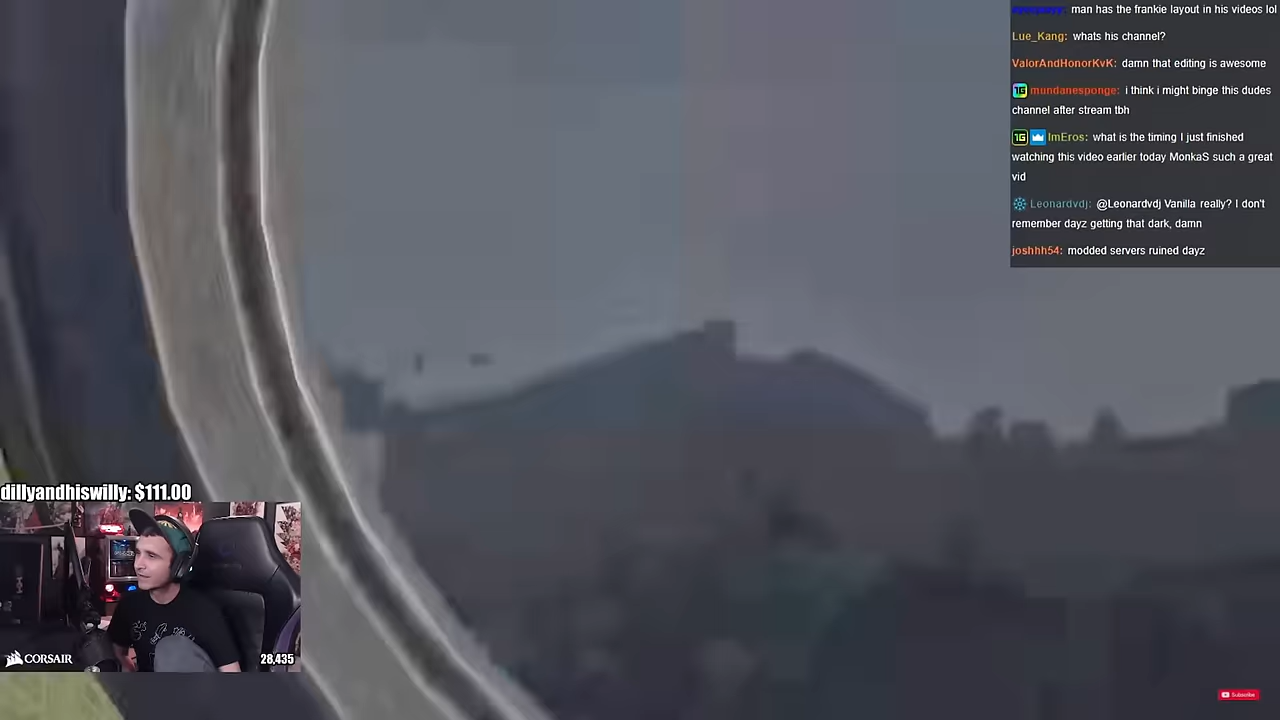 man has the frankie layout in his videos lol
Lue_Kang: whats his channel?
ValorAndHonorKvK: damn that editing is awesome
1G mundanesponge: i think i might binge this dudes
channel after stream tbh
1G ImEros: what is the timing I just finished
watching this video earlier today MonkaS such a great
vid
Leonardvdj: @Leonardvdj Vanilla really? I don't
remember dayz getting that dark, damn
joshhh54: modded servers ruined dayz
dillyandhiswilly: $111.00
CORSAIR
28,435
Subscribe